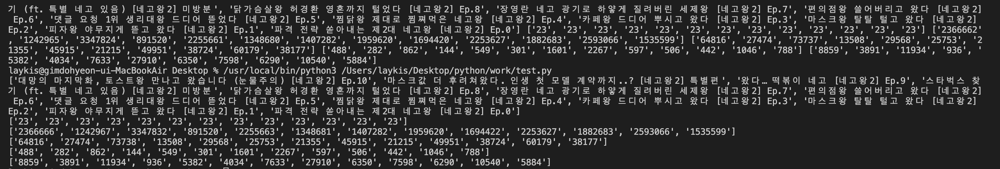 기 (ft. 특별 네고 있음) [네고왕2] 미방분', '닭가슴살왕 허경환 영혼까지 털었다 [네고왕2] Ep.8', '장영란 네고 광기로 하얗게 질려버린 세제왕 [네고왕2] Ep.7', '편의점왕 쓸어버리고 왔다 [네고왕2]
Ep.6', '댓글 요청 1위 생리대왕 드디어 뜯었다 [네고왕2] Ep.5', '찜닭왕 제대로 찜쪄먹은 네고왕 [네고왕2] Ep.4', '카페왕 드디어 뿌시고 왔다 [네고왕2] Ep.3', '마스크왕 탈탈 털고 왔다 [네고왕2]
Ep.2', '피자왕 야무지게 뜯고 왔다 [네고왕2] Ep.1', '파격 전략 쏟아내는 제2대 네고왕 [네고왕2] Ep.0'] ['23', '23', '23', '23', '23', '23', '23', '23', '23', '23', '23', '23', '23'] ['2366662'
, '1242965', '3347824', '891520', '2255661', '1348680', '1407282', '1959620', '1694420', '2253627', '1882683', '2593066', '1535599'] ['64816', '27474', '73737', '13508', '29568', '25753', '2
1355', '45915', '21215', '49951', '38724', '60179', '38177'] ['488', '282', '862', '144', '549', '301', '1601', '2267', '597', '506', '442', '1046', '788'] ['8859', '3891', '11934', '936', '
5382', '4034', '7633', '27910', '6350', '7598', '6290', '10540', '5884']
laykis@gimdohyeon-ui-MacBookAir Desktop % /usr/local/bin/python3 /Users/laykis/Desktop/python/work/test.py
['대망의 마지막화, 토스트왕 만나고 왔습니다 (눈물주의) [네고왕2] Ep.10', '마스크값 더 후려쳐왔다. 인생 첫 모델 계약까지..? [네고왕2] 특별편', '왔다… 떡볶이 네고 [네고왕2] Ep.9', '스타벅스 찾
기 (ft. 특별 네고 있음) [네고왕2] 미방분', '닭가슴살왕 허경환 영혼까지 털었다 [네고왕2] Ep.8', '장영란 네고 광기로 하얗게 질려버린 세제왕 [네고왕2] Ep.7', '편의점왕 쓸어버리고 왔다 [네고왕2]
Ep.6', '댓글 요청 1위 생리대왕 드디어 뜯었다 [네고왕2] Ep.5', '찜닭왕 제대로 찜쪄먹은 네고왕 [네고왕2] Ep.4', '카페왕 드디어 뿌시고 왔다 [네고왕2] Ep.3', '마스크왕 탈탈 털고 왔다 [네고왕2]
Ep.2', '피자왕 야무지게 뜯고 왔다 [네고왕2] Ep.1', '파격 전략 쏟아내는 제2대 네고왕 [네고왕2] Ep.0']
['23', '23', '23', '23', '23', '23', '23', '23', '23', '23', '23', '23', '23']
['2366666', '1242967', '3347832', '891520', '2255663', '1348681', '1407282', '1959620', '1694422', '2253627', '1882683', '2593066', '1535599']
['64816', '27474', '73738', '13508', '29568', '25753', '21355', '45915', '21215', '49951', '38724', '60179', '38177']
['488', '282', '862', '144', '549', '301', '1601', '2267', '597', '506', '442', '1046', '788']
['8859', '3891', '11934', '936', '5382', '4034', '7633', '27910', '6350', '7598', '6290', '10540', '5884']